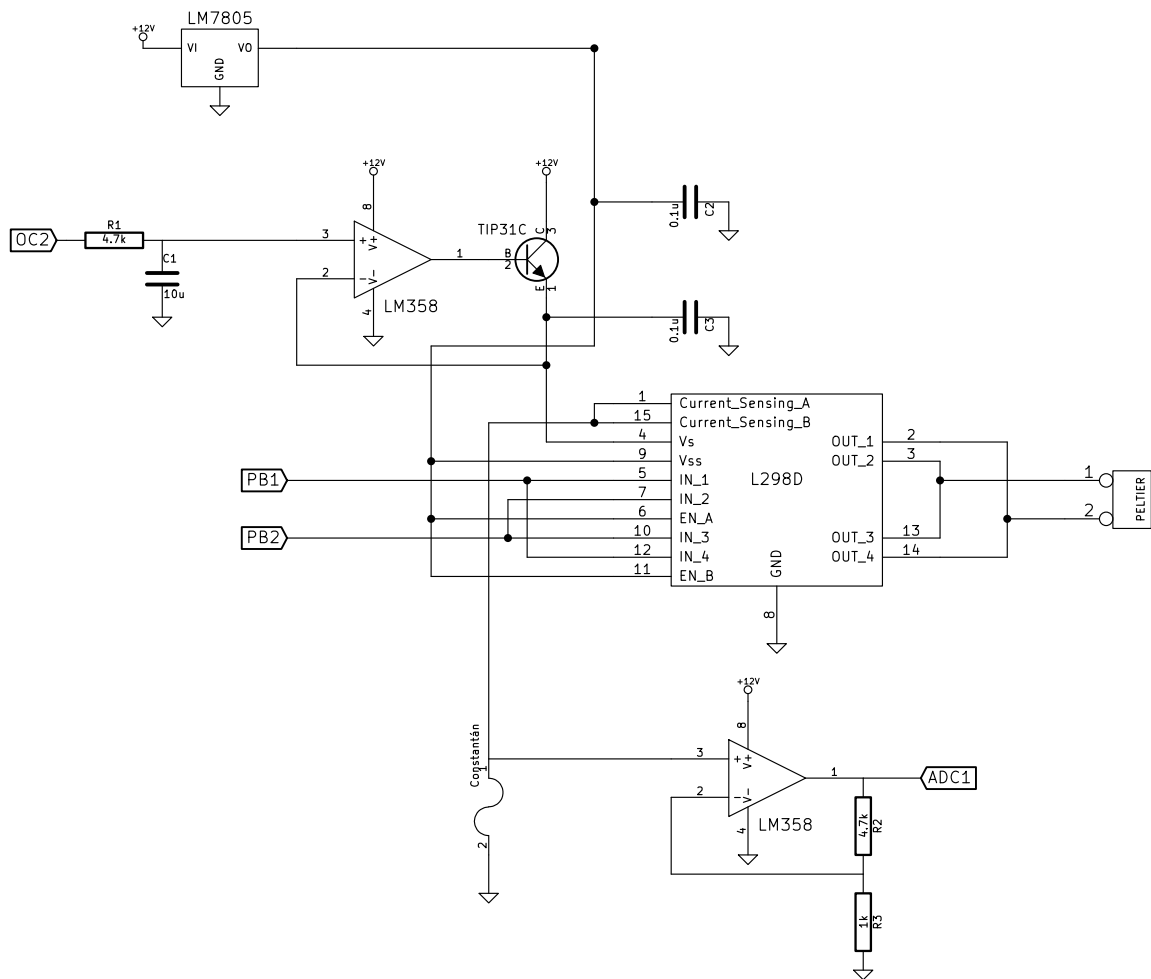 LM7805
+12V
VI
VO
GND
+12V
+12V
8
OC2
R1
4.7k
C1
10u
3
+
V+
2
-
V-
4
1
LM358
TIP31C
B
2
C
3
E
1
0.1u
C2
0.1u
C3
1
Current_Sensing_A
15
Current_Sensing_B
4
Vs
OUT_1
2
9
Vss
OUT_2
3
PB1
5
IN_1
L298D
1
7
IN_2
PELTIER
6
EN_A
2
PB2
10
IN_3
OUT_3
13
12
IN_4
OUT_4
14
11
EN_B
GND
8
+12V
8
Constantán
1
2
3
+
V+
2
-
V-
4
1
LM358
ADC1
4.7k
R2
1k
R3